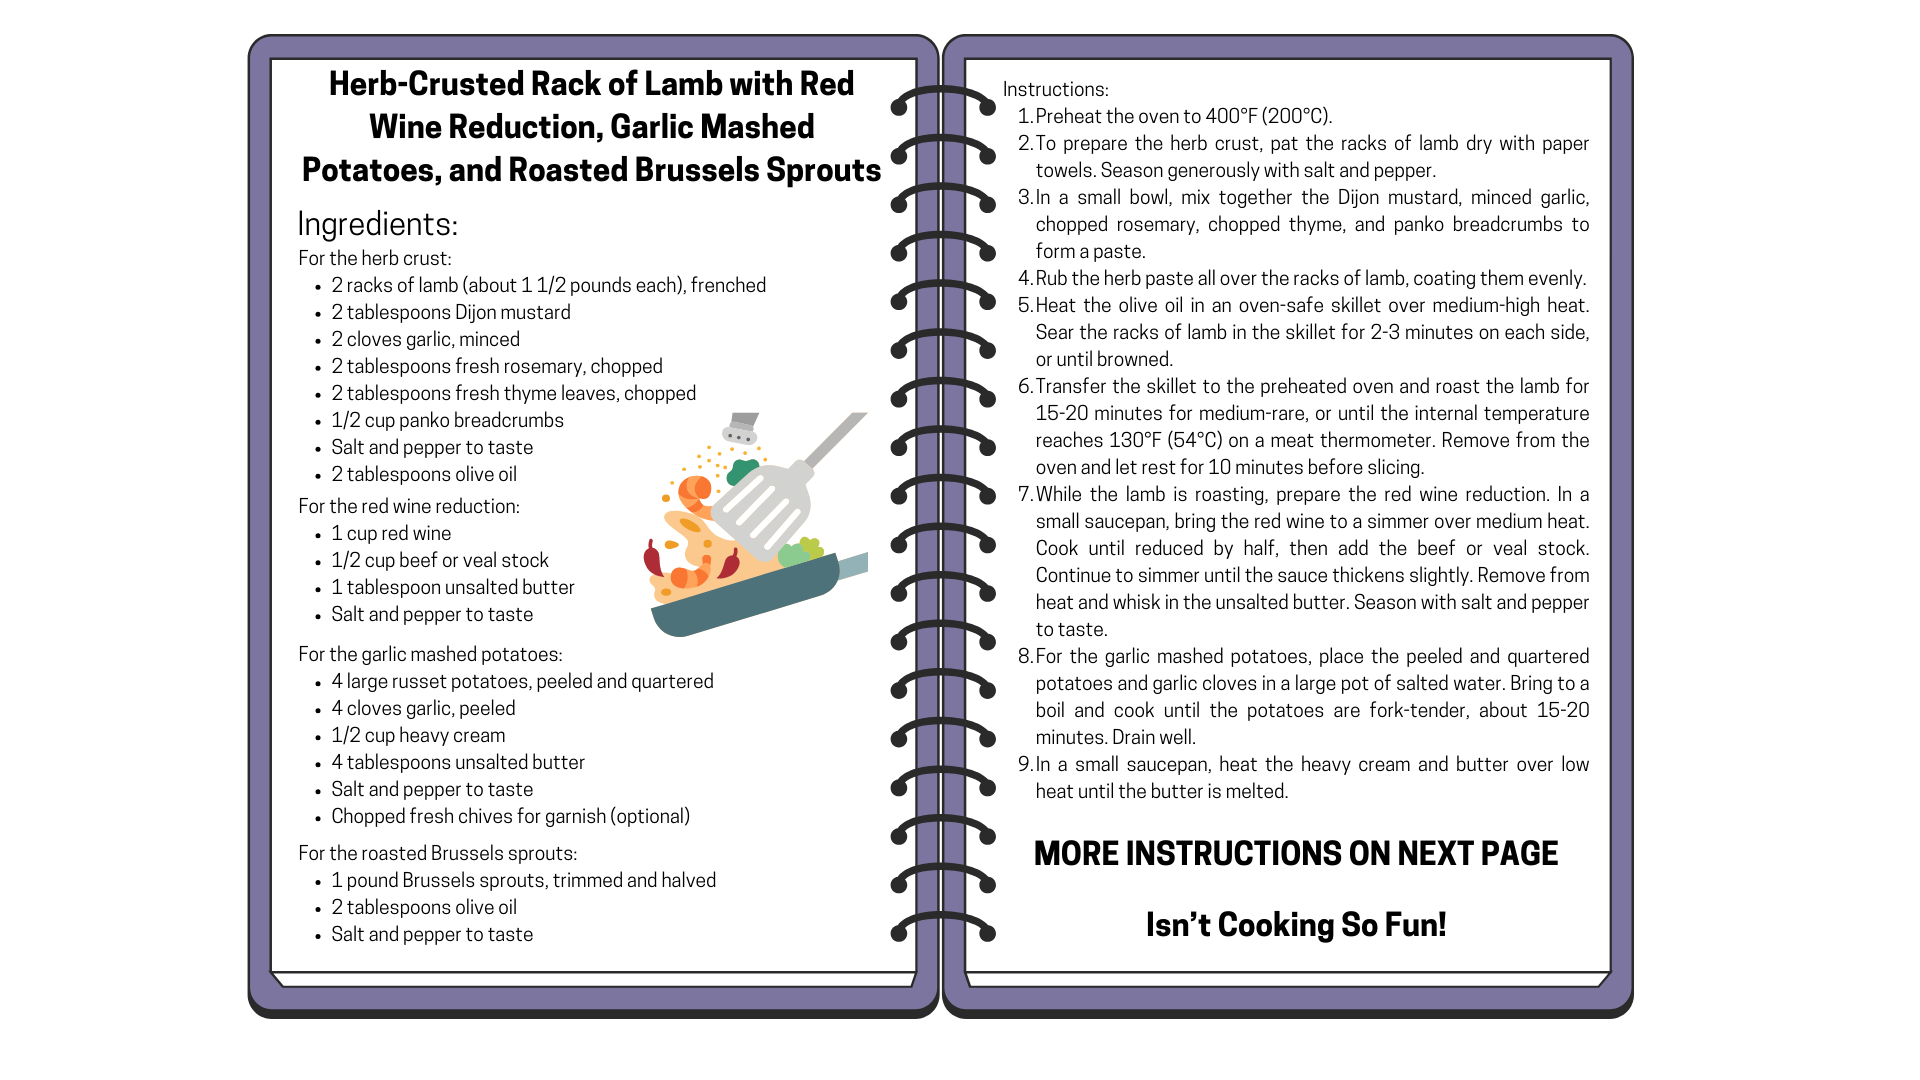 Herb-Crusted Rack of Lamb with Red
Wine Reduction, Garlic Mashed
Potatoes, and Roasted Brussels Sprouts
Ingredients:
For the herb crust:
• 2 racks of lamb (about 1 1/2 pounds each), frenched
• 2 tablespoons Dijon mustard
• 2 cloves garlic, minced
• 2 tablespoons fresh rosemary, chopped
• 2 tablespoons fresh thyme leaves, chopped
• 1/2 cup panko breadcrumbs
• Salt and pepper to taste
• 2 tablespoons olive oil
For the red wine reduction:
• 1 cup red wine
• 1/2 cup beef or veal stock
• 1 tablespoon unsalted butter
• Salt and pepper to taste
For the garlic mashed potatoes:
• 4 large russet potatoes, peeled and quartered
• 4 cloves garlic, peeled
• 1/2 cup heavy cream
• 4 tablespoons unsalted butter
• Salt and pepper to taste
• Chopped fresh chives for garnish (optional)
For the roasted Brussels sprouts:
• 1 pound Brussels sprouts, trimmed and halved
• 2 tablespoons olive oil
• Salt and pepper to taste
Instructions:
1. Preheat the oven to 400°F (200°C).
2. To prepare the herb crust, pat the racks of lamb dry with paper
towels. Season generously with salt and pepper.
3. In a small bowl, mix together the Dijon mustard, minced garlic,
chopped rosemary, chopped thyme, and panko breadcrumbs to
form a paste.
4. Rub the herb paste all over the racks of lamb, coating them evenly.
5. Heat the olive oil in an oven-safe skillet over medium-high heat.
Sear the racks of lamb in the skillet for 2-3 minutes on each side,
or until browned.
6. Transfer the skillet to the preheated oven and roast the lamb for
15-20 minutes for medium-rare, or until the internal temperature
reaches 130°F (54°C) on a meat thermometer. Remove from the
oven and let rest for 10 minutes before slicing.
7. While the lamb is roasting, prepare the red wine reduction. In a
small saucepan, bring the red wine to a simmer over medium heat.
Cook until reduced by half, then add the beef or veal stock.
Continue to simmer until the sauce thickens slightly. Remove from
heat and whisk in the unsalted butter. Season with salt and pepper
to taste.
8. For the garlic mashed potatoes, place the peeled and quartered
potatoes and garlic cloves in a large pot of salted water. Bring to a
boil and cook until the potatoes are fork-tender, about 15-20
minutes. Drain well.
9. In a small saucepan, heat the heavy cream and butter over low
heat until the butter is melted.
MORE INSTRUCTIONS ON NEXT PAGE
Isn’t Cooking So Fun!